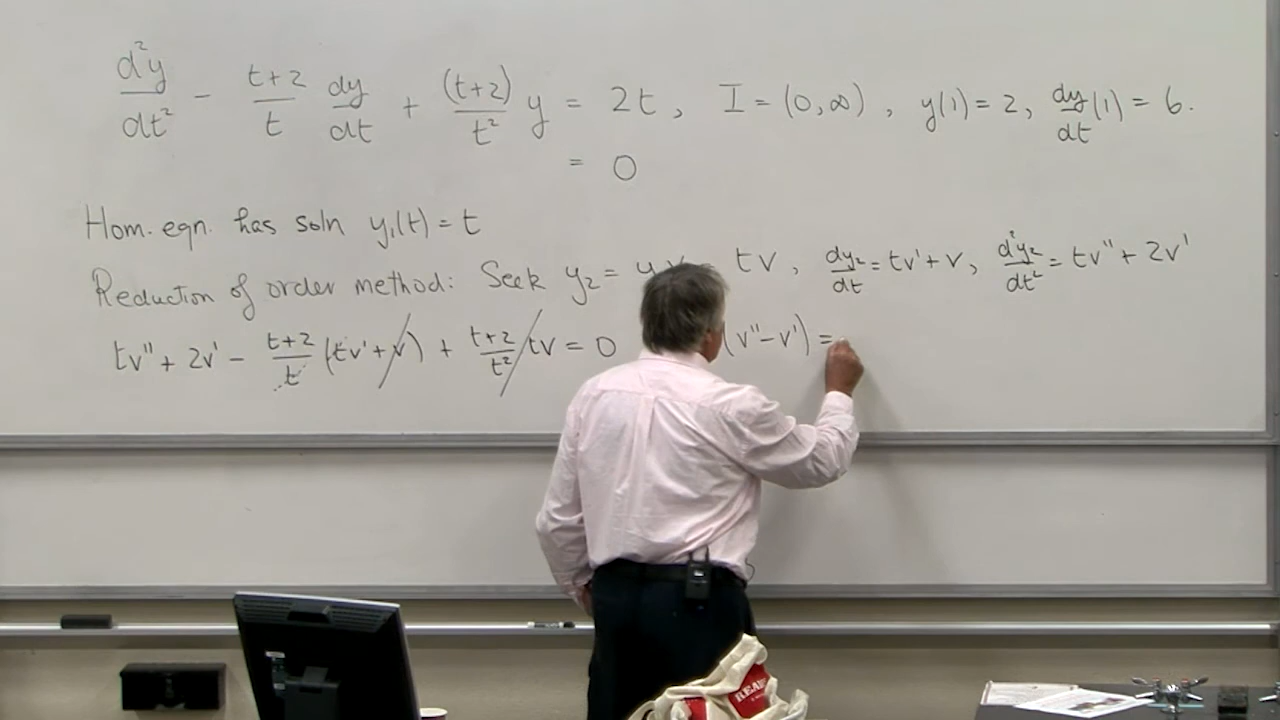 d²y/dt² - t+2/t dy/dt + (t+2)/t² y = 2t, I = (0,∞), y(1) = 2, dy/dt(1) = 6.
= 0
Hom. eqn. has soln y₁(t) = t
Reduction of order method: Seek y₂ = y₁v = tv, dy₂/dt = tv' + v, d²y₂/dt² = tv'' + 2v'
tv'' + 2v' - t+2/t (tv' + v) + t+2/t² tv = 0 (v'' - v') =
REA